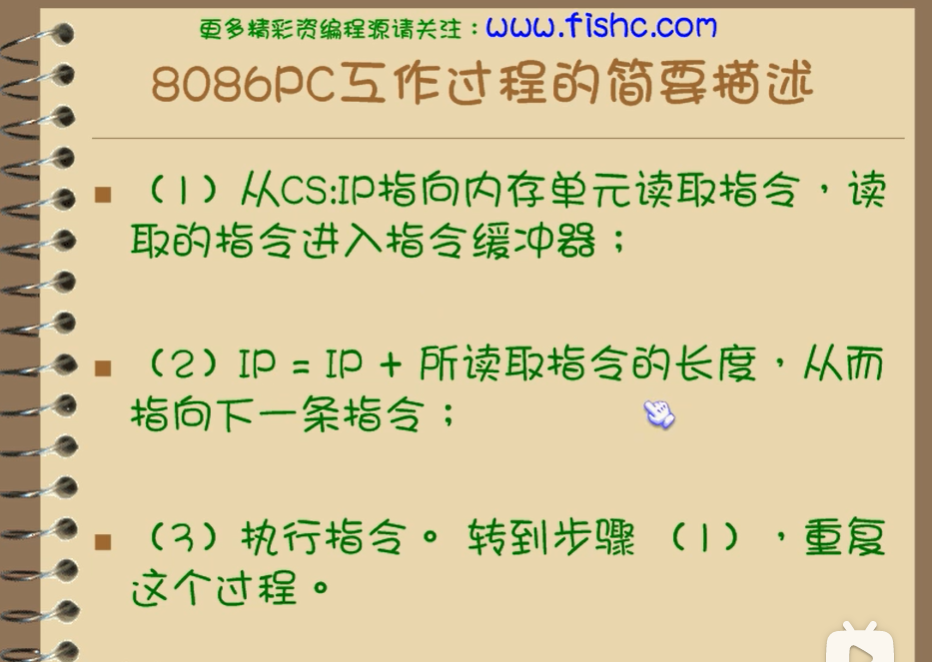 更多精彩资编程源请关注：www.fishc.com
8086PC工作过程的简要描述
（1）从CS:IP指向内存单元读取指令，读
取的指令进入指令缓冲器；
（2）IP = IP + 所读取指令的长度，从而
指向下一条指令；
（3）执行指令。 转到步骤 （1），重复
这个过程。